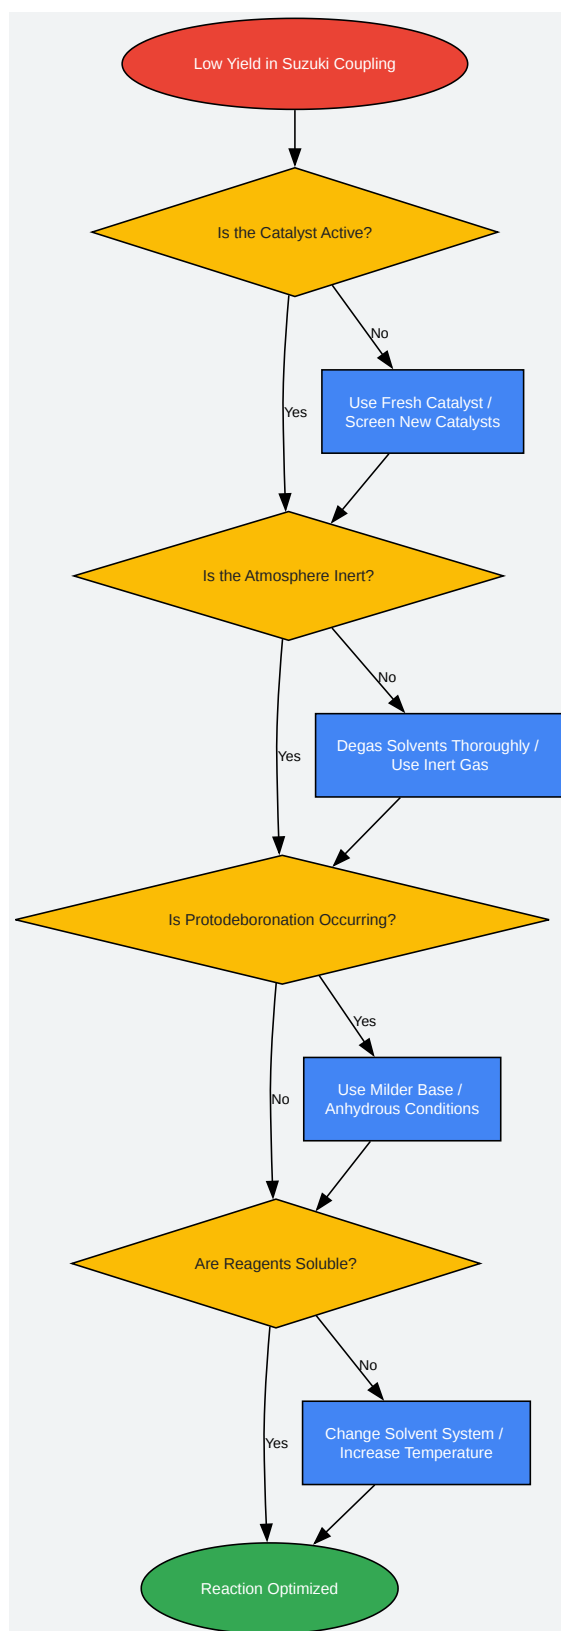 Low Yield in Suzuki Coupling
Is the Catalyst Active?
No
Use Fresh Catalyst /
Screen New Catalysts
Yes
Is the Atmosphere Inert?
No
Degas Solvents Thoroughly /
Use Inert Gas
Yes
Is Protodeboronation Occurring?
Yes
Use Milder Base /
Anhydrous Conditions
No
Are Reagents Soluble?
No
Change Solvent System /
Increase Temperature
Yes
Reaction Optimized